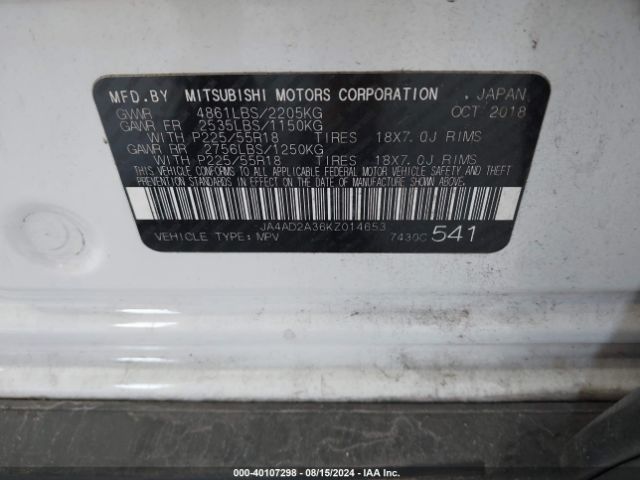 MFD.BY MITSUBISHI MOTORS CORPORATION . JAPAN
GVWR 4861LBS/2205KG OCT 2018
GAWR FR 2535LBS/1150KG
WITH P225/55R18 TIRES 18X7.0J RIMS
GAWR RR 2756LBS/1250KG
WITH P225/55R18 TIRES 18X7.0J RIMS
THIS VEHICLE CONFORMS TO ALL APPLICABLE FEDERAL MOTOR VEHICLE SAFETY AND THEFT
PREVENTION STANDARDS IN EFFECT ON THE DATE OF MANUFACTURE SHOWN ABOVE.
JA4AD2A36KZ014653
VEHICLE TYPE: MPV 7430C 541
000-40107298 - 08/15/2024 - IAA Inc.